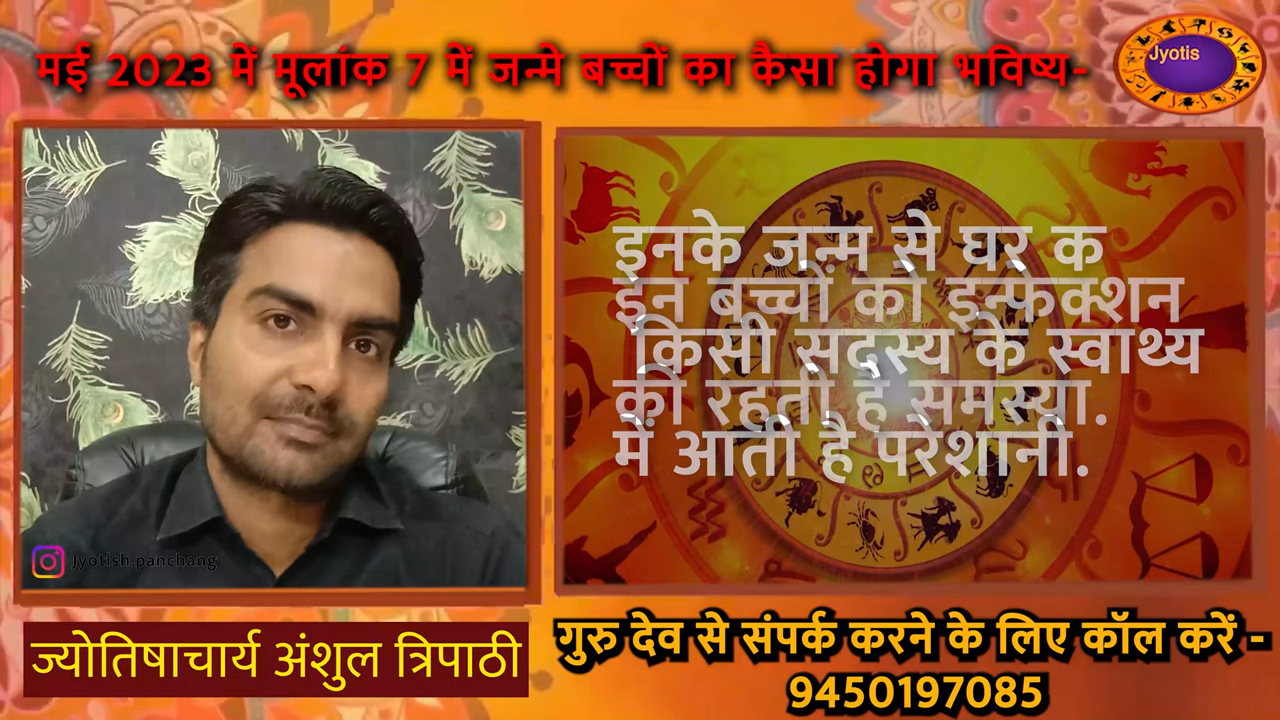 मई 2023 में मूलांक 7 में जन्मे बच्चों का कैसा होगा भविष्य-
Jyotis
इनके जन्म से घर क
इन बच्चों को इन्फेक्शन
किसी सदस्य के स्वाथ्य
की रहती है समस्या.
में आती है परेशानी.
Jyotish.panchang
ज्योतिषाचार्य अंशुल त्रिपाठी
गुरु देव से संपर्क करने के लिए कॉल करें -
9450197085